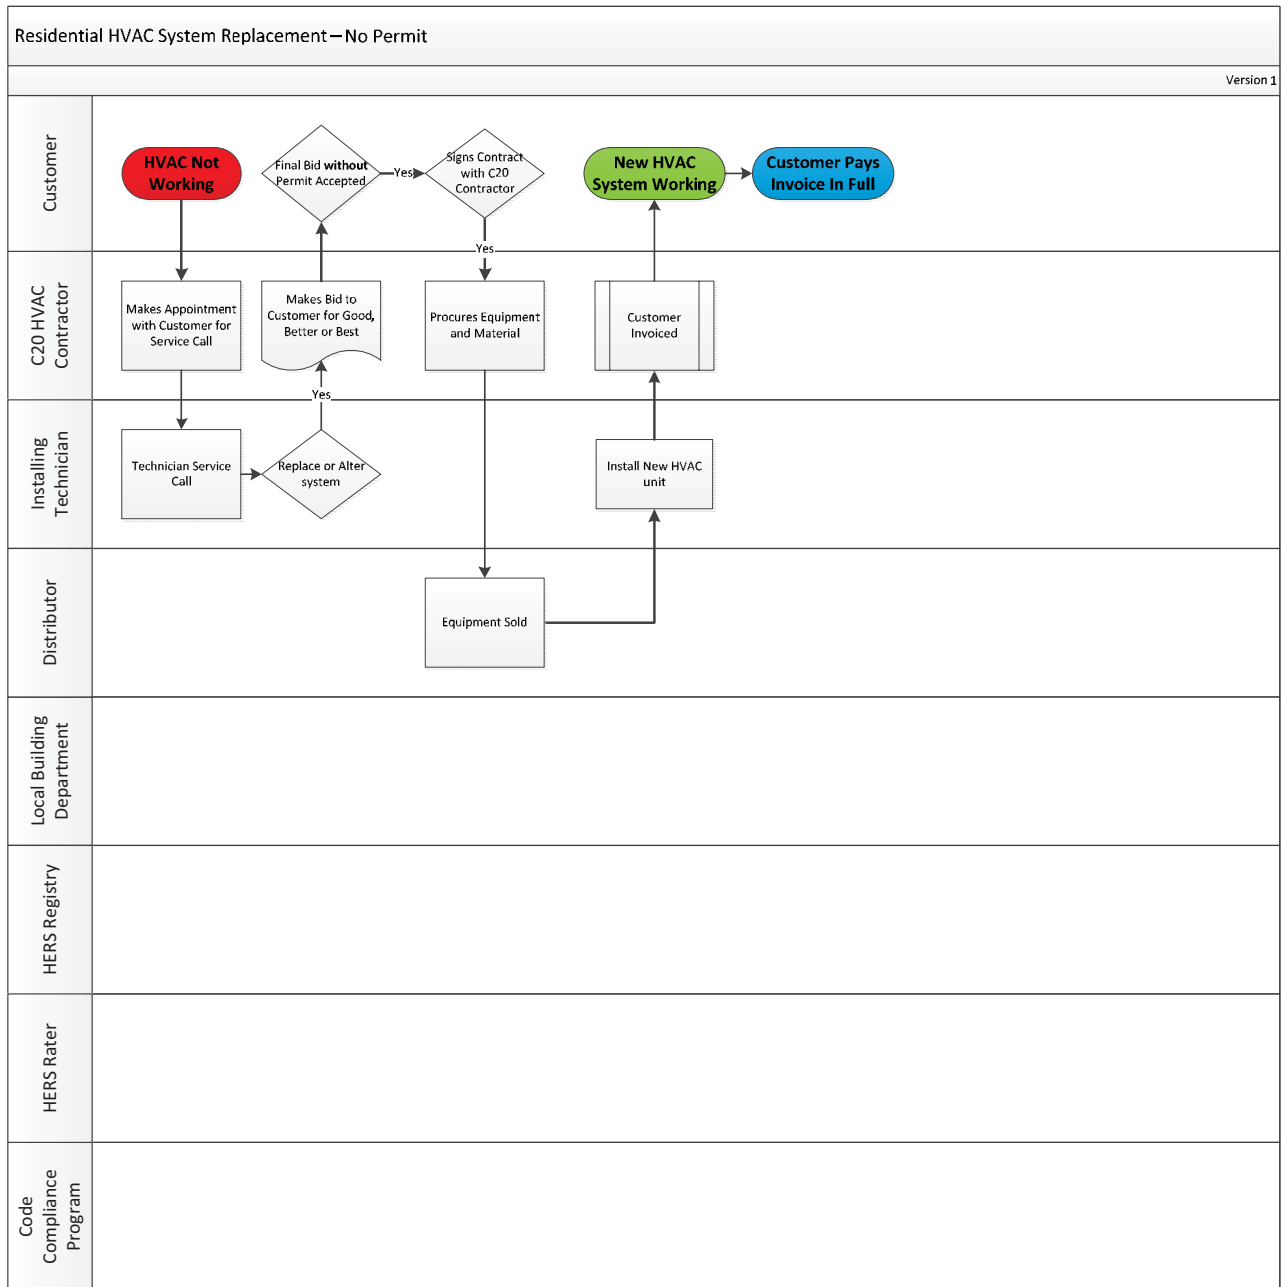 Residential HVAC System Replacement—No Permit
Version 1
Customer
HVAC Not
Working
Final Bid without
Permit Accepted
Yes
Signs Contract
with C20
Contractor
Yes
New HVAC
System Working
Customer Pays
Invoice In Full
C20 HVAC
Contractor
Makes Appointment
with Customer for
Service Call
Makes Bid to
Customer for Good,
Better or Best
Yes
Procures Equipment
and Material
Customer
Invoiced
Installing
Technician
Technician Service
Call
Replace or Alter
system
Install New HVAC
unit
Distributor
Equipment Sold
Local Building
Department
HERS Registry
HERS Rater
Code
Compliance
Program